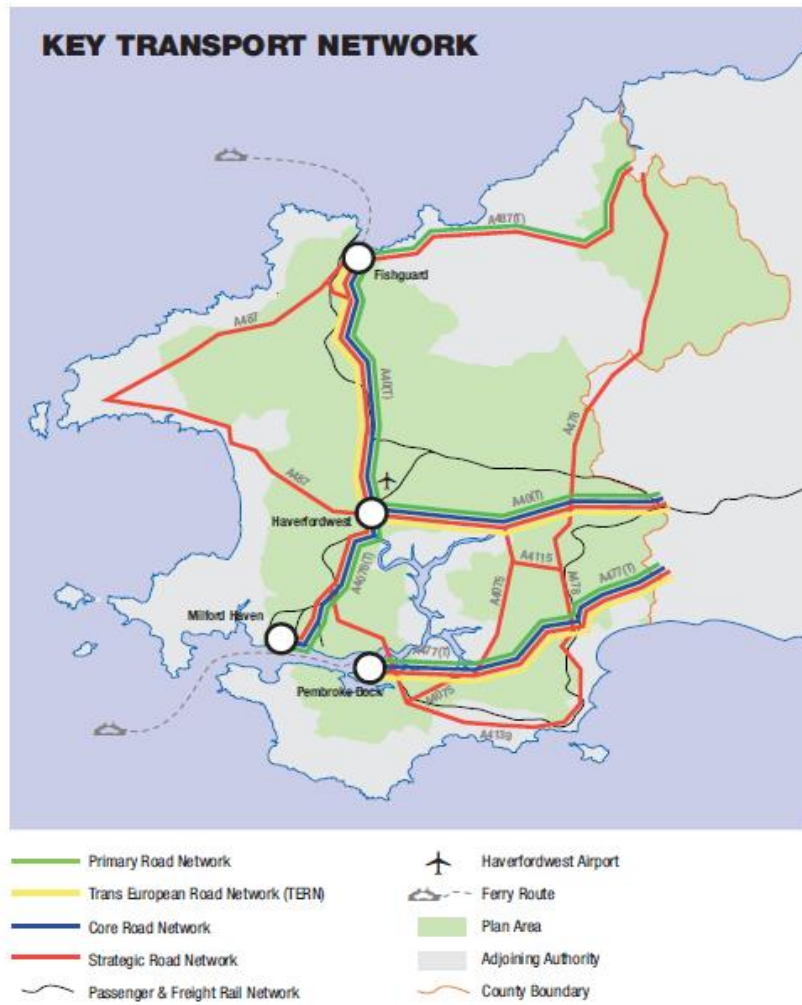 KEY TRANSPORT NETWORK
A487(T)
Fishguard
A487
A40(T)
A478
A487
A40(T)
Haverfordwest
A4115
A4076(T)
A4075
A478
A477(T)
Milford Haven
A477(T)
Pembroke Dock
A4075
A4139
Primary Road Network
Haverfordwest Airport
Trans European Road Network (TERN)
Ferry Route
Core Road Network
Plan Area
Strategic Road Network
Adjoining Authority
Passenger & Freight Rail Network
County Boundary